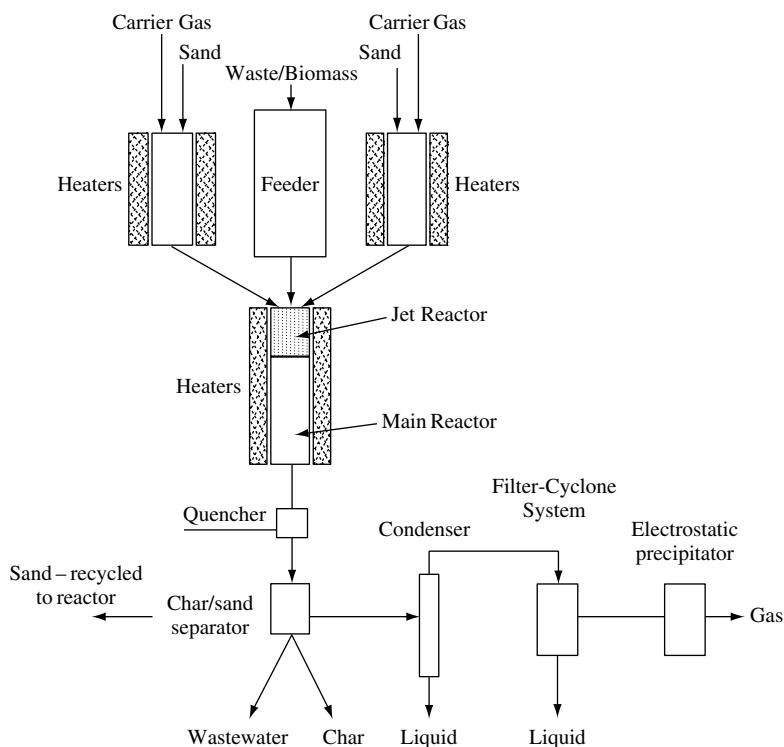 Carrier Gas
Sand
Waste/Biomass
Carrier Gas
Sand
Heaters
Feeder
Heaters
Jet Reactor
Heaters
Main Reactor
Quencher
Condenser
Filter-Cyclone
System
Electrostatic
precipitator
Sand – recycled
to reactor
Char/sand
separator
Gas
Wastewater
Char
Liquid
Liquid